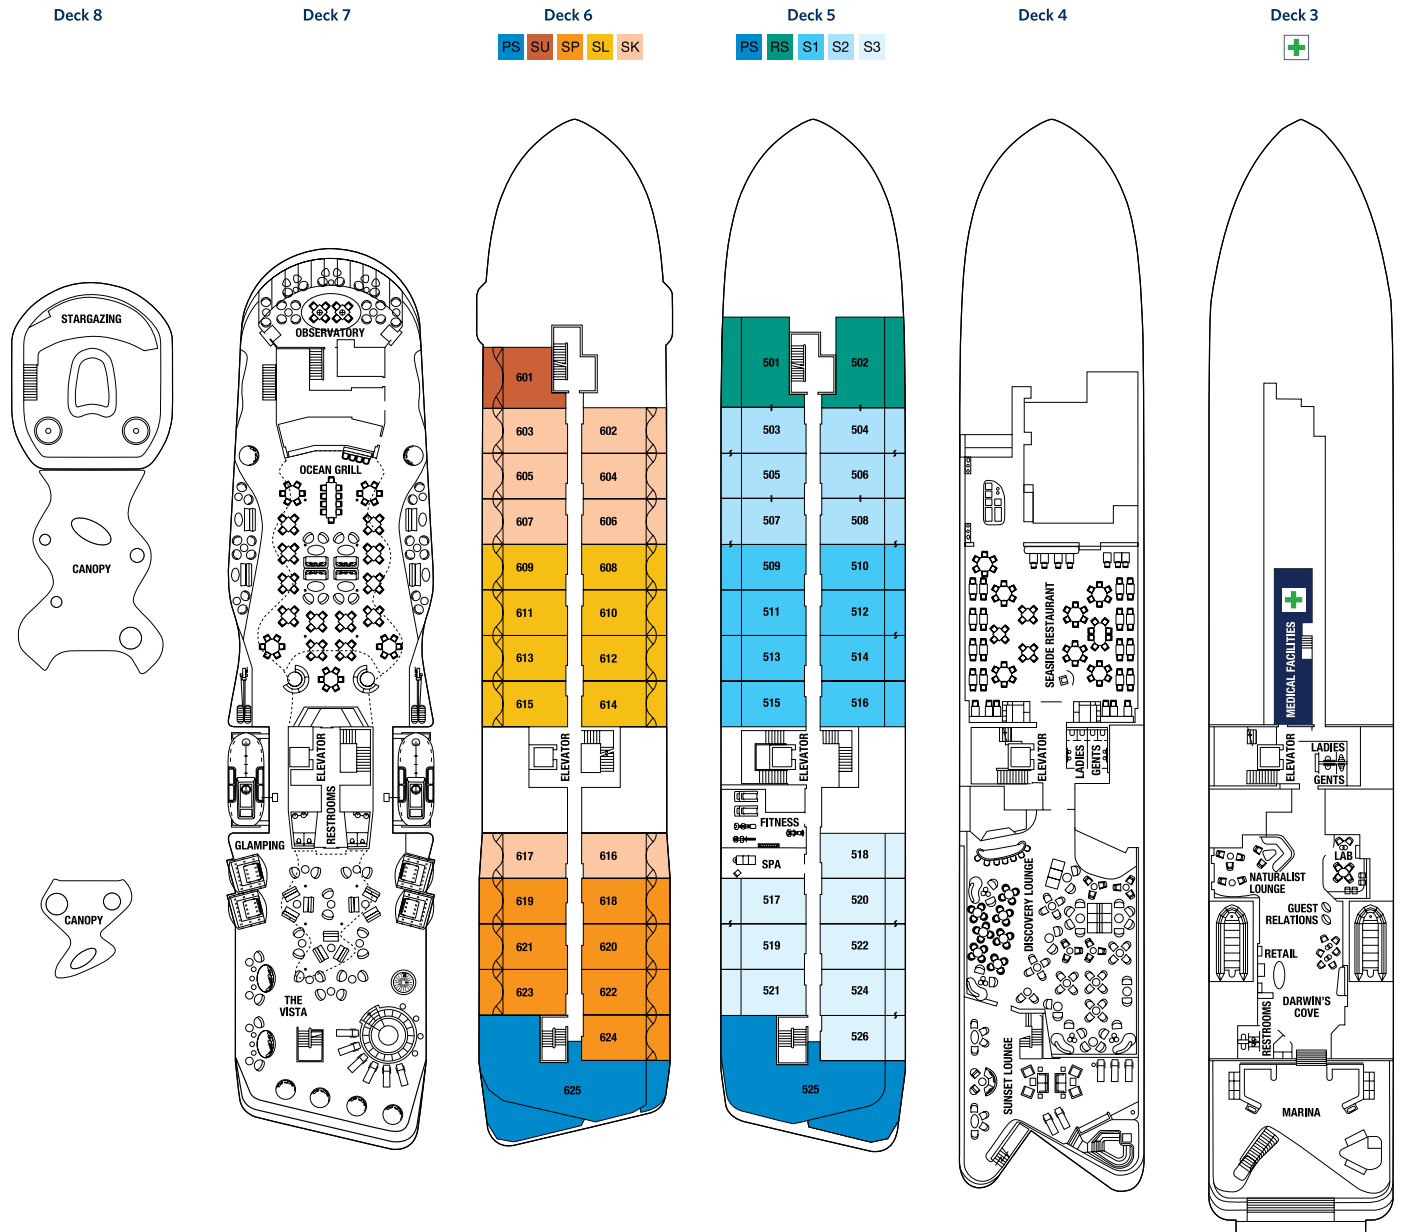 Deck 8
Deck 7
Deck 6
Deck 5
Deck 4
Deck 3
PS SU SP SL SK
PS RS S1 S2 S3
STARGAZING
CANOPY
CANOPY
OBSERVATORY
OCEAN GRILL
ELEVATOR
RESTROOMS
GLAMPING
THE
VISTA
601
603 602
605 604
607 606
609 608
611 610
613 612
615 614
ELEVATOR
617 616
619 618
621 620
623 622
624
625
501 502
503 504
505 506
507 508
509 510
511 512
513 514
515 516
ELEVATOR
FITNESS
SPA
518
517 520
519 522
521 524
526
525
SEASIDE RESTAURANT
ELEVATOR
LADIES
GENTS
DISCOVERY LOUNGE
SUNSET LOUNGE
MEDICAL FACILITIES
ELEVATOR
LADIES
GENTS
LAB
NATURALIST
LOUNGE
GUEST
RELATIONS
RETAIL
DARWIN'S
COVE
RESTROOMS
MARINA